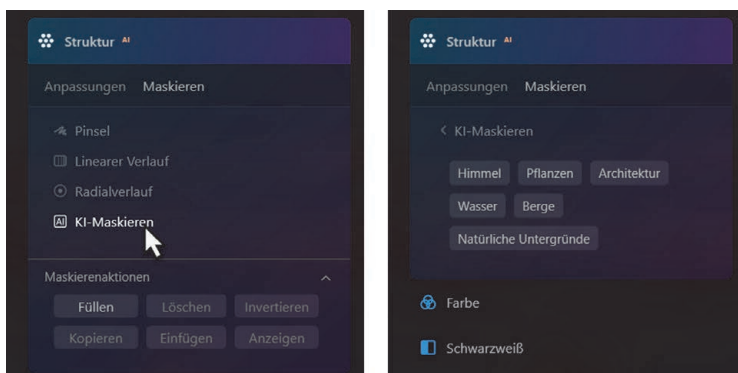 Struktur AI
Anpassungen Maskieren
Pinsel
Linearer Verlauf
Radialverlauf
AI KI-Maskieren
Maskierenaktionen
Füllen Löschen Invertieren
Kopieren Einfügen Anzeigen
Struktur AI
Anpassungen Maskieren
KI-Maskieren
Himmel Pflanzen Architektur
Wasser Berge
Natürliche Untergründe
Farbe
Schwarzweiß